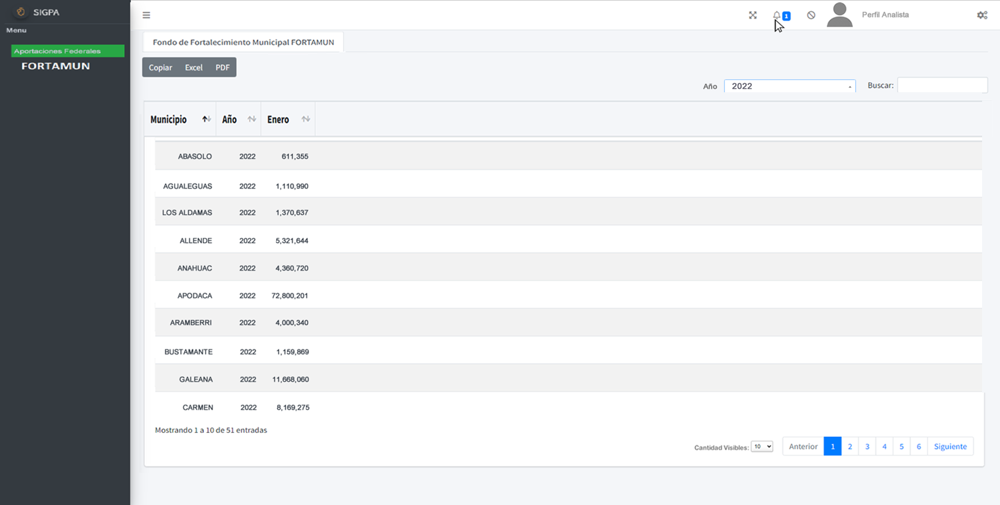 SIGPA
1
Perfil Analista
Menu
Fondo de Fortalecimiento Municipal FORTAMUN
Aportaciones Federales
FORTAMUN
Copiar Excel PDF
Año 2022 Buscar:
Municipio Año Enero
ABASOLO 2022 611,355
AGUALEGUAS 2022 1,110,990
LOS ALDAMAS 2022 1,370,637
ALLENDE 2022 5,321,644
ANAHUAC 2022 4,360,720
APODACA 2022 72,800,201
ARAMBERRI 2022 4,000,340
BUSTAMANTE 2022 1,159,869
GALEANA 2022 11,668,060
CARMEN 2022 8,169,275
Mostrando 1 a 10 de 51 entradas
Cantidad Visibles: 10 Anterior 1 2 3 4 5 6 Siguiente